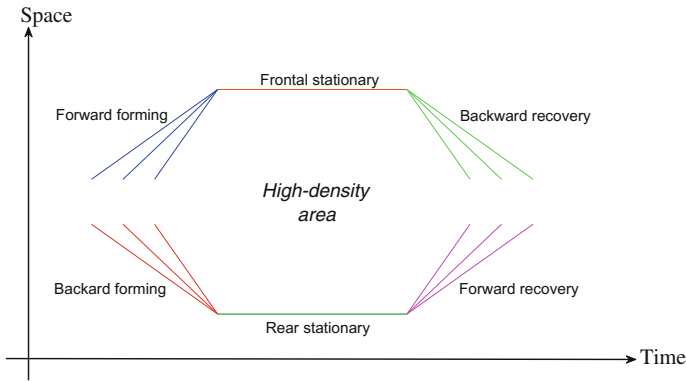 Space
Frontal stationary
Forward forming
Backward recovery
High-density
area
Backard forming
Forward recovery
Rear stationary
Time